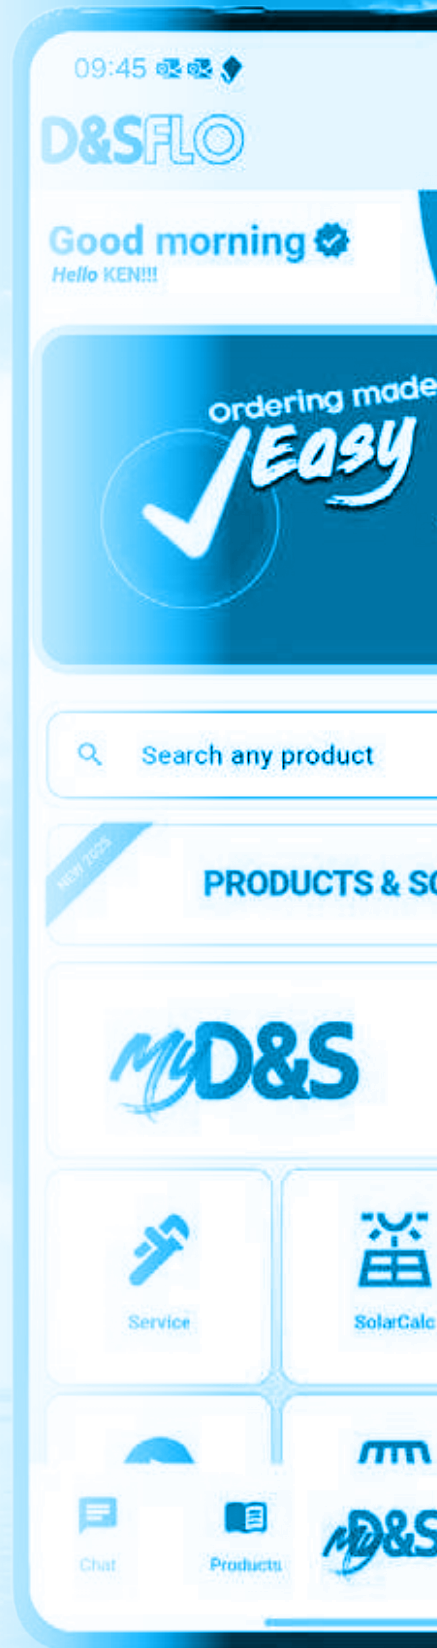 09:45
D&SFLO
Good morning
Hello KEN!!!
Ordering made
Easy
Search any product
NEW 2025
PRODUCTS & SO
MyD&S
Service
SolarCalc
Chat
Products
MyD&S